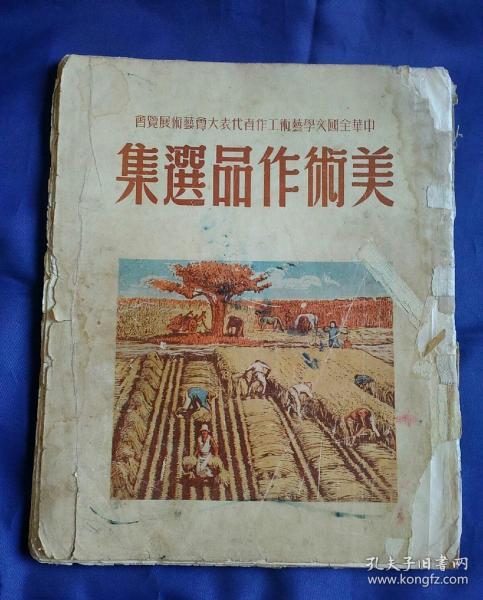 中華全國文學藝術工作者代表大會藝術展覽會
美術作品選集
孔夫子旧書网
www.kongfz.com